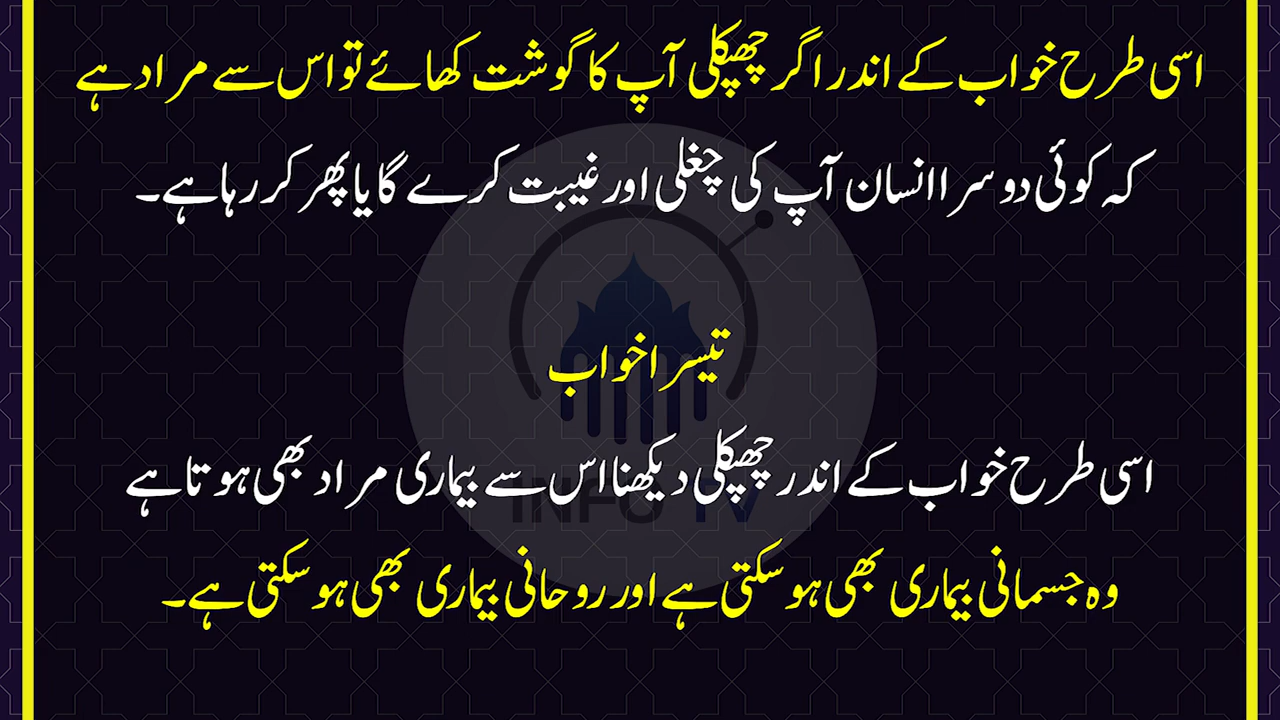 اسی طرح خواب کے اندر اگر چھپکلی آپ کا گوشت کھائے تو اس سے مراد ہے
کہ کوئی دوسرا انسان آپ کی چغلی اور غیبت کرے گا یا پھر کر رہا ہے۔
تیسرا خواب
اسی طرح خواب کے اندر چھپکلی دیکھنا اس سے بیماری مراد بھی ہوتا ہے
INFO TV
وہ جسمانی بیماری بھی ہو سکتی ہے اور روحانی بیماری بھی ہو سکتی ہے۔